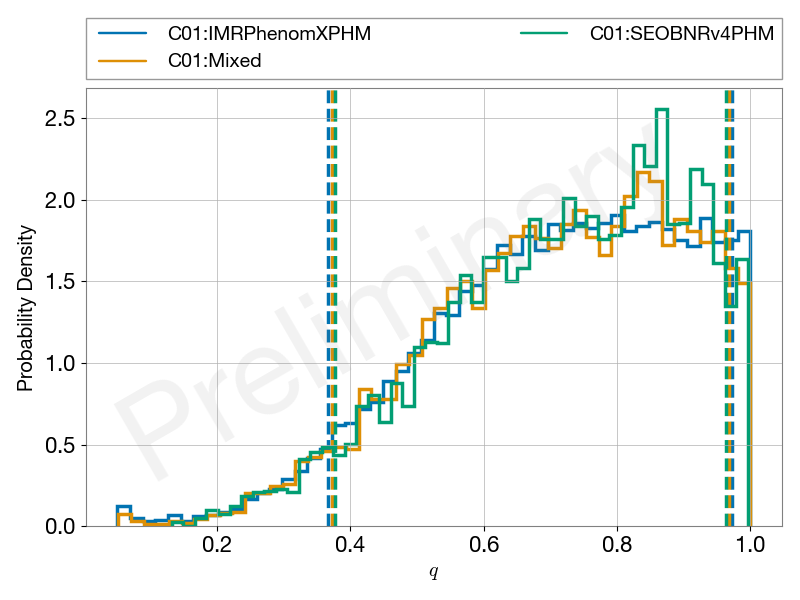 C01:IMRPhenomXPHM
C01:Mixed
C01:SEOBNRv4PHM
Preliminary
Probability Density
2.5
2.0
1.5
1.0
0.5
0.0
0.2
0.4
0.6
0.8
1.0
q